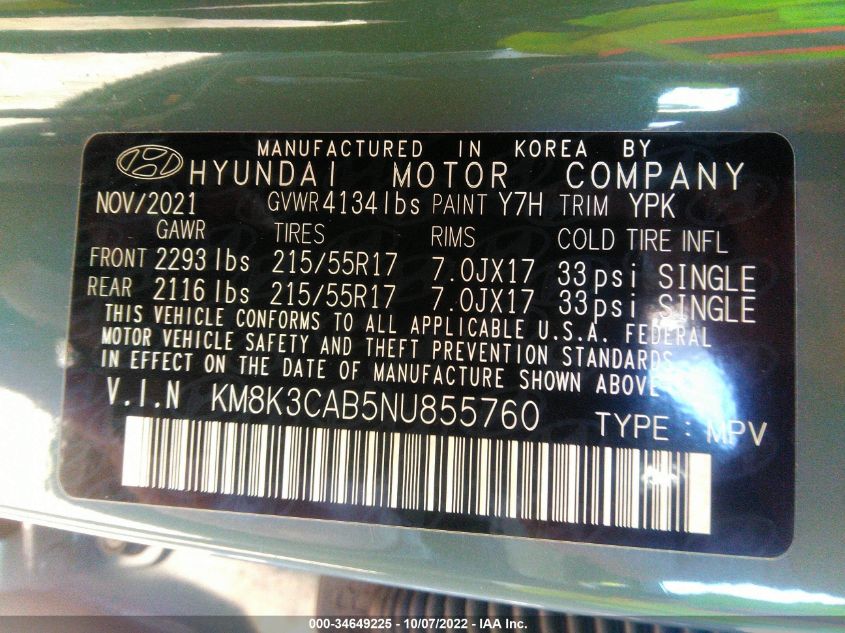 MANUFACTURED IN KOREA BY
HYUNDAI MOTOR COMPANY
NOV/2021 GVWR 4134 lbs PAINT Y7H TRIM YPK
GAWR TIRES RIMS COLD TIRE INFL
FRONT 2293 lbs 215/55R17 7.0JX17 33psi SINGLE
REAR 2116 lbs 215/55R17 7.0JX17 33psi SINGLE
THIS VEHICLE CONFORMS TO ALL APPLICABLE U.S.A. FEDERAL
MOTOR VEHICLE SAFETY AND THEFT PREVENTION STANDARDS
IN EFFECT ON THE DATE OF MANUFACTURE SHOWN ABOVE.
V.I.N KM8K3CAB5NU855760
TYPE : MPV
000-34649225 - 10/07/2022 - IAA Inc.